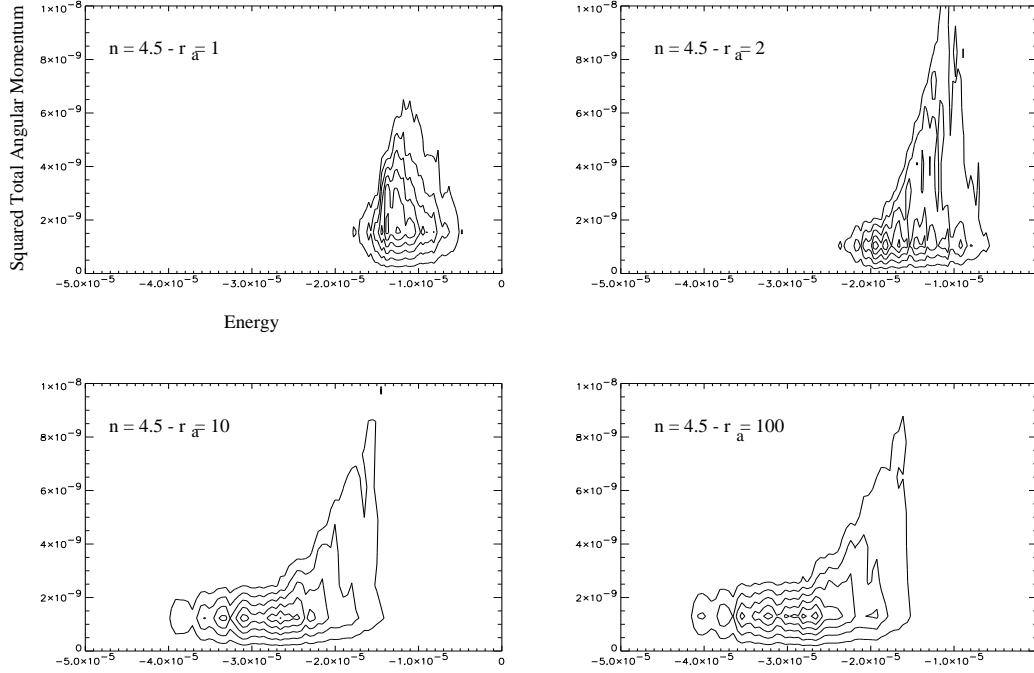 Squared Total Angular Momentum
1×10⁻⁸
8×10⁻⁹
6×10⁻⁹
4×10⁻⁹
2×10⁻⁹
0
n = 4.5 - r a = 1
−5.0×10⁻⁵ −4.0×10⁻⁵ −3.0×10⁻⁵ −2.0×10⁻⁵ −1.0×10⁻⁵ 0
Energy
1×10⁻⁸
8×10⁻⁹
6×10⁻⁹
4×10⁻⁹
2×10⁻⁹
0
n = 4.5 - r a = 2
−5.0×10⁻⁵ −4.0×10⁻⁵ −3.0×10⁻⁵ −2.0×10⁻⁵ −1.0×10⁻⁵
1×10⁻⁸
8×10⁻⁹
6×10⁻⁹
4×10⁻⁹
2×10⁻⁹
0
n = 4.5 - r a = 10
−5.0×10⁻⁵ −4.0×10⁻⁵ −3.0×10⁻⁵ −2.0×10⁻⁵ −1.0×10⁻⁵ 0
1×10⁻⁸
8×10⁻⁹
6×10⁻⁹
4×10⁻⁹
2×10⁻⁹
0
n = 4.5 - r a = 100
−5.0×10⁻⁵ −4.0×10⁻⁵ −3.0×10⁻⁵ −2.0×10⁻⁵ −1.0×10⁻⁵